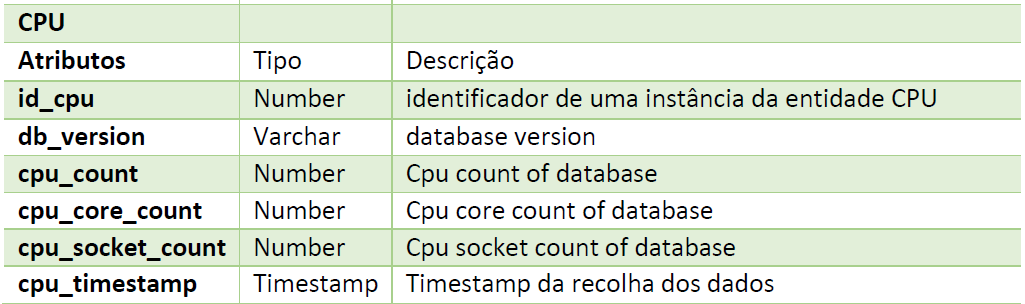 CPU
Atributos Tipo Descrição
id_cpu Number identificador de uma instância da entidade CPU
db_version Varchar database version
cpu_count Number Cpu count of database
cpu_core_count Number Cpu core count of database
cpu_socket_count Number Cpu socket count of database
cpu_timestamp Timestamp Timestamp da recolha dos dados